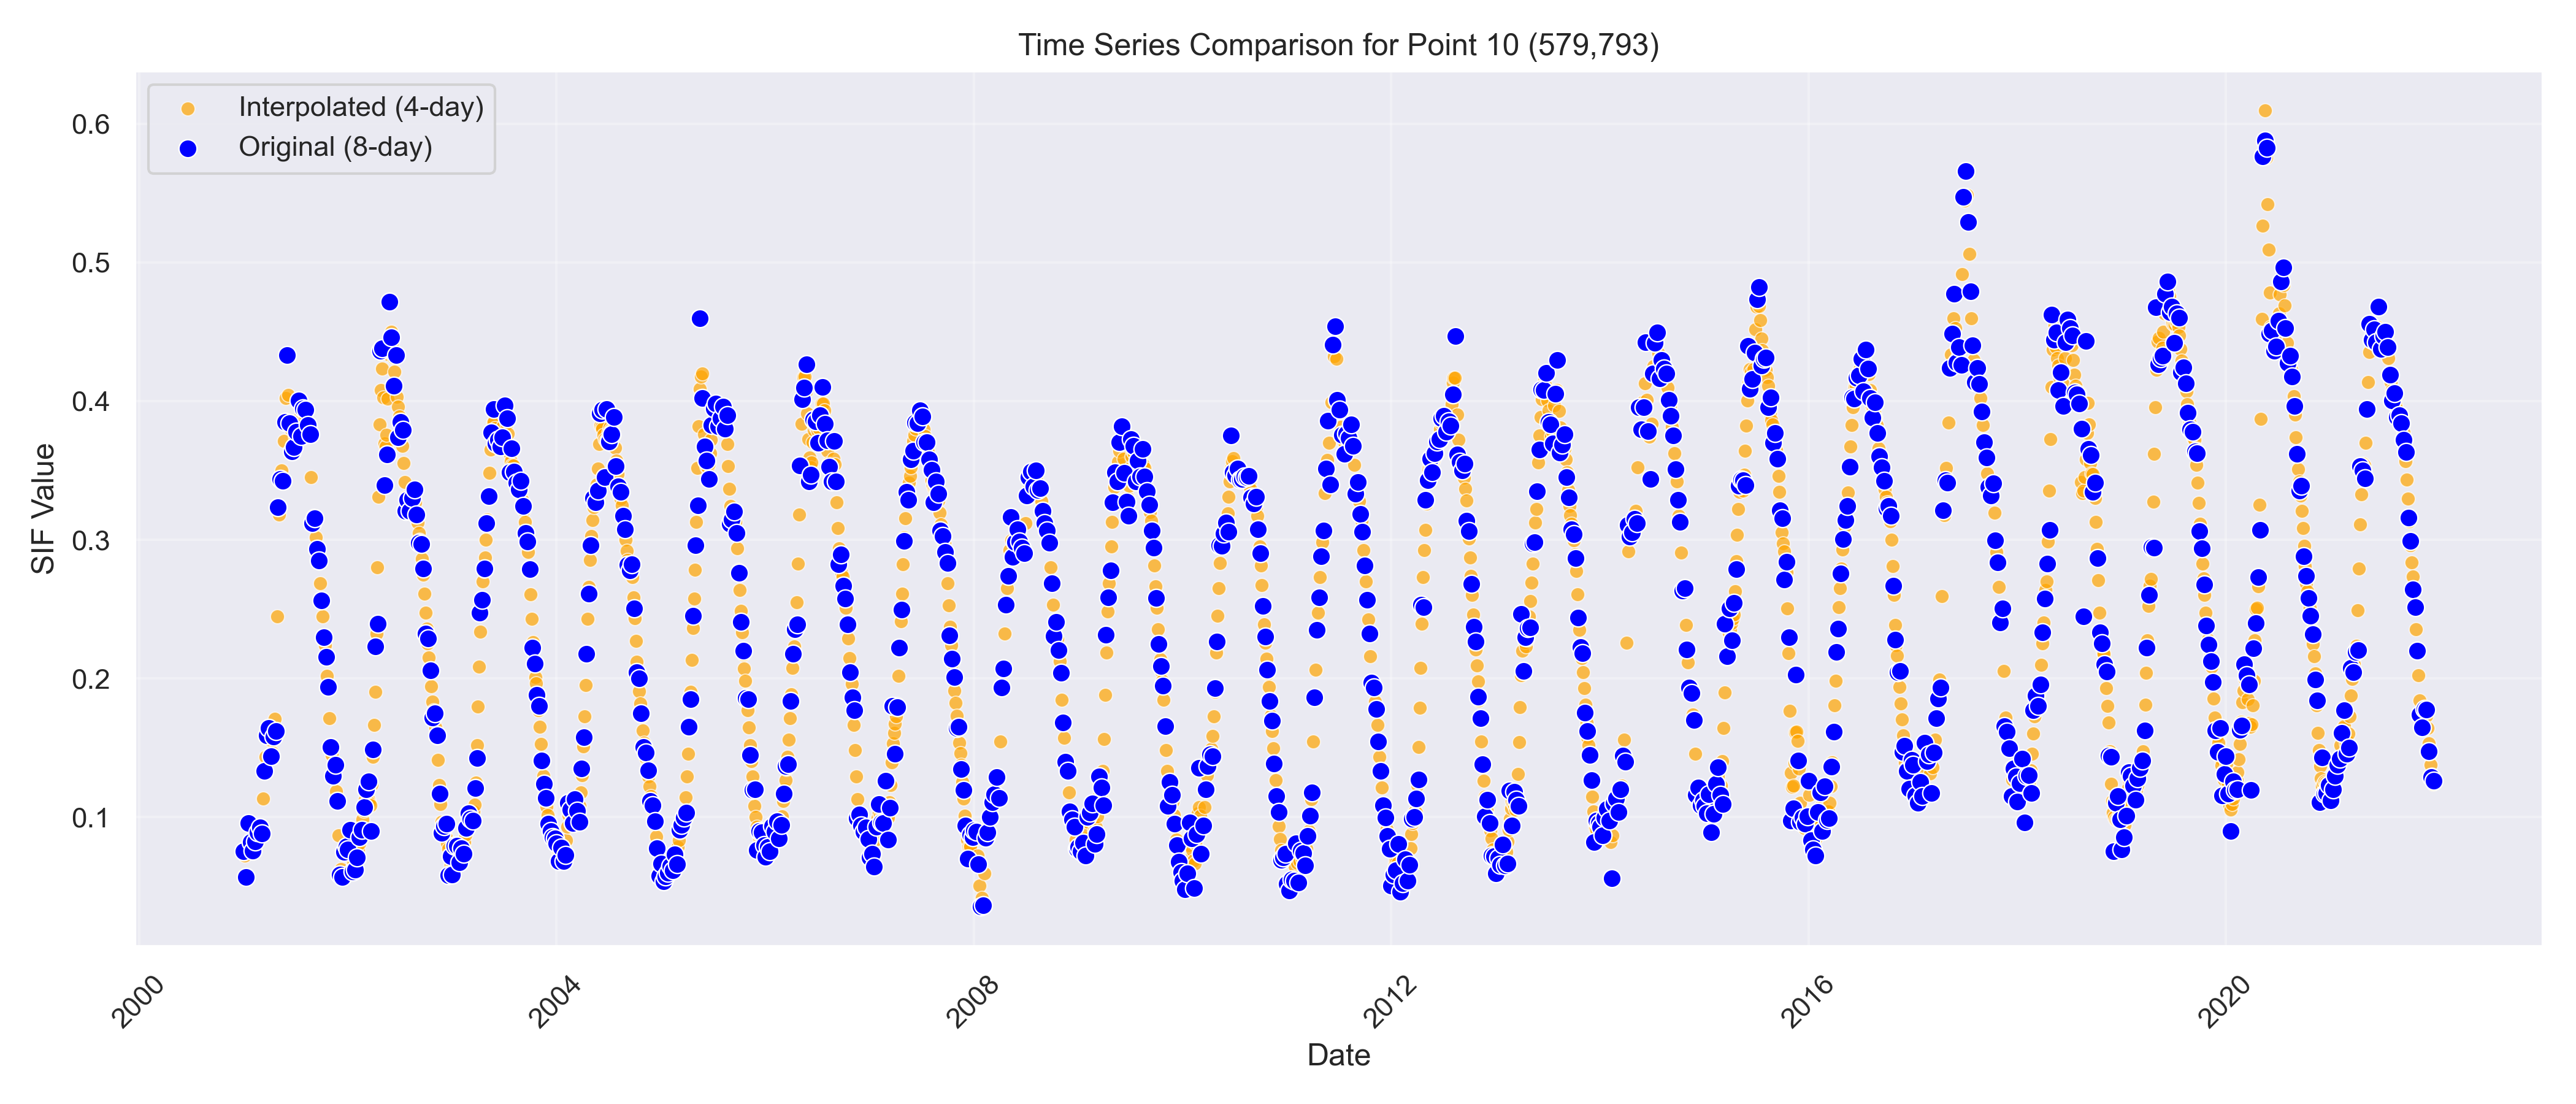 Time Series Comparison for Point 10 (579,793)
Interpolated (4-day)
Original (8-day)
SIF Value
0.6
0.5
0.4
0.3
0.2
0.1
2000
2004
2008
2012
2016
2020
Date